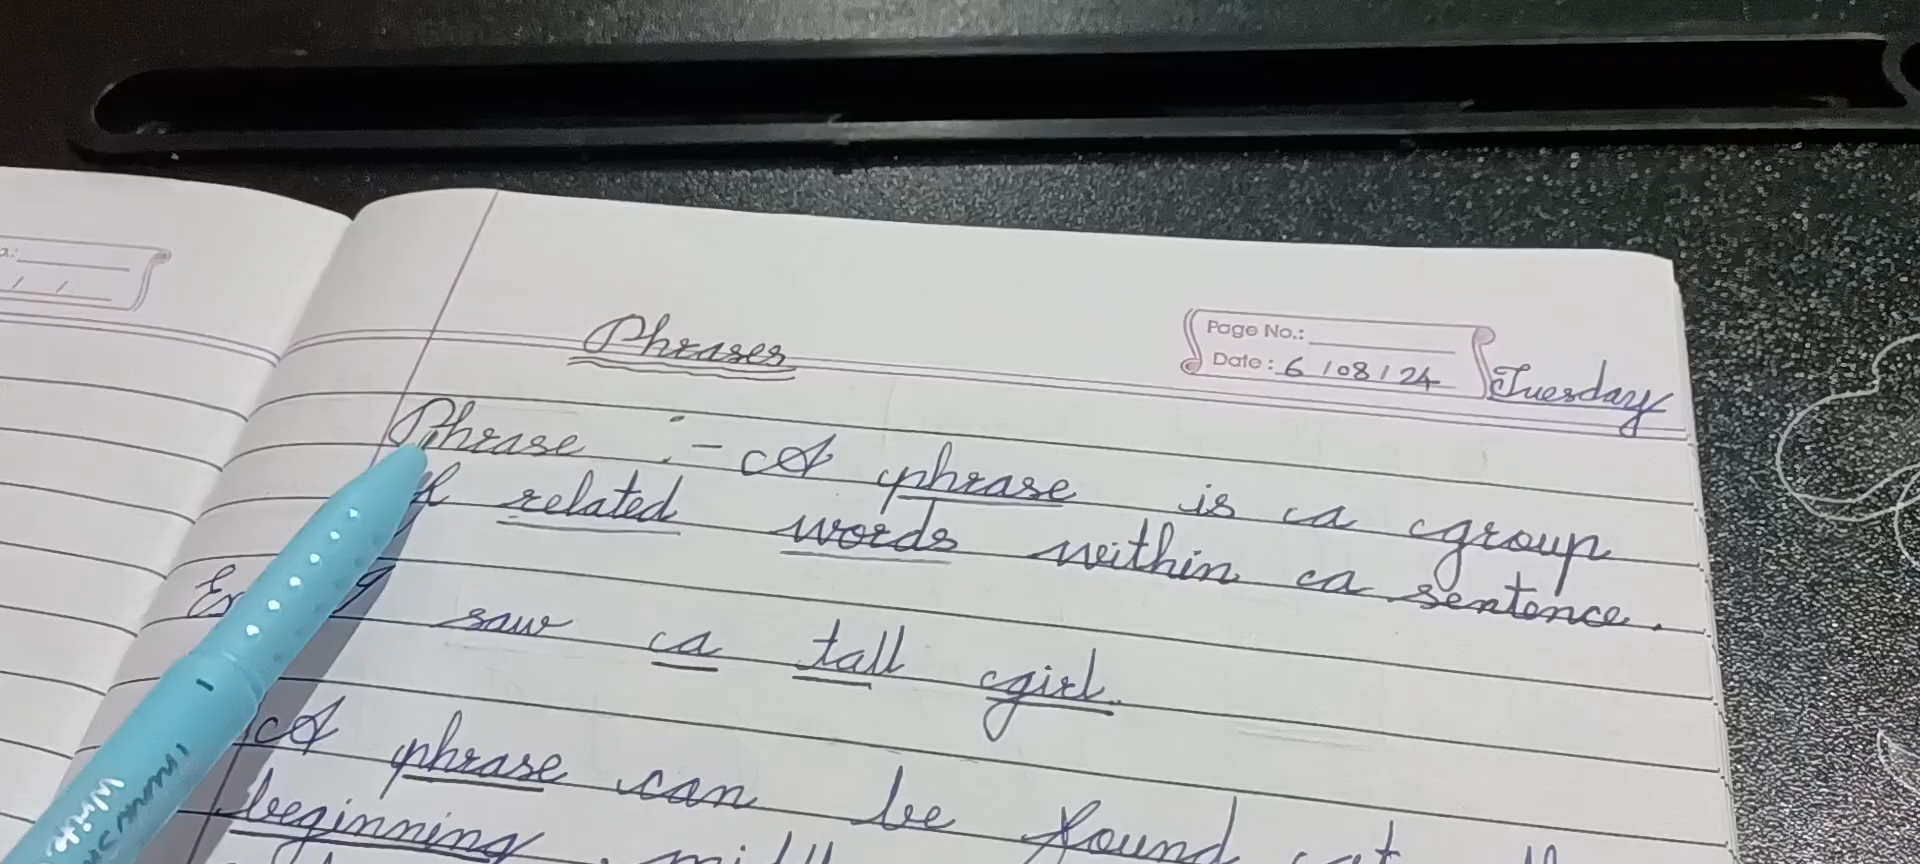 Phrases
Page No.:
Date: 6/08/24 Tuesday
Phrase :- A phrase is a group
related words within a sentence.
saw a tall girl.
A phrase can be found at
beginning,